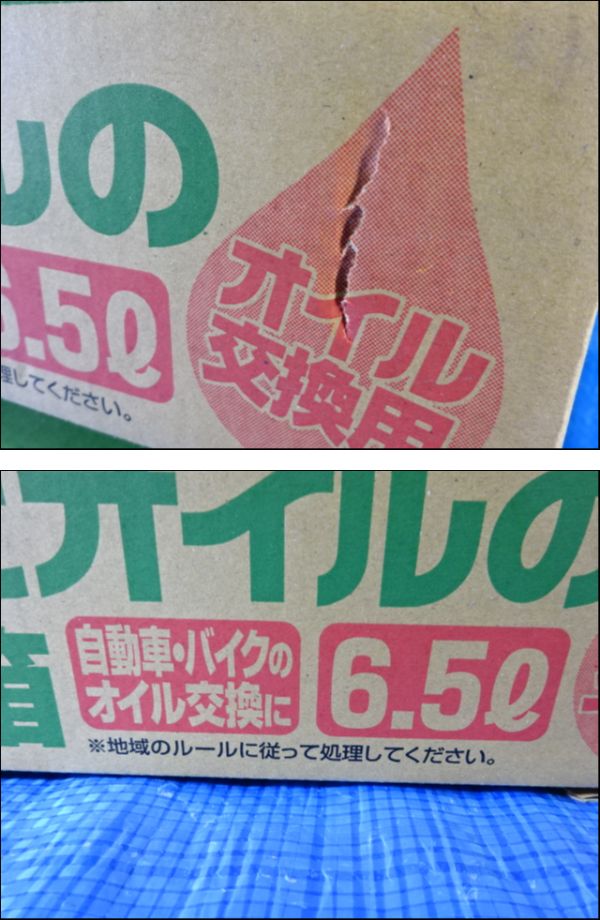 ルの
6.5ℓ
理してください。
オイル
交換用
オイルの
箱
自動車・バイクの
オイル交換に
6.5ℓ
※地域のルールに従って処理してください。